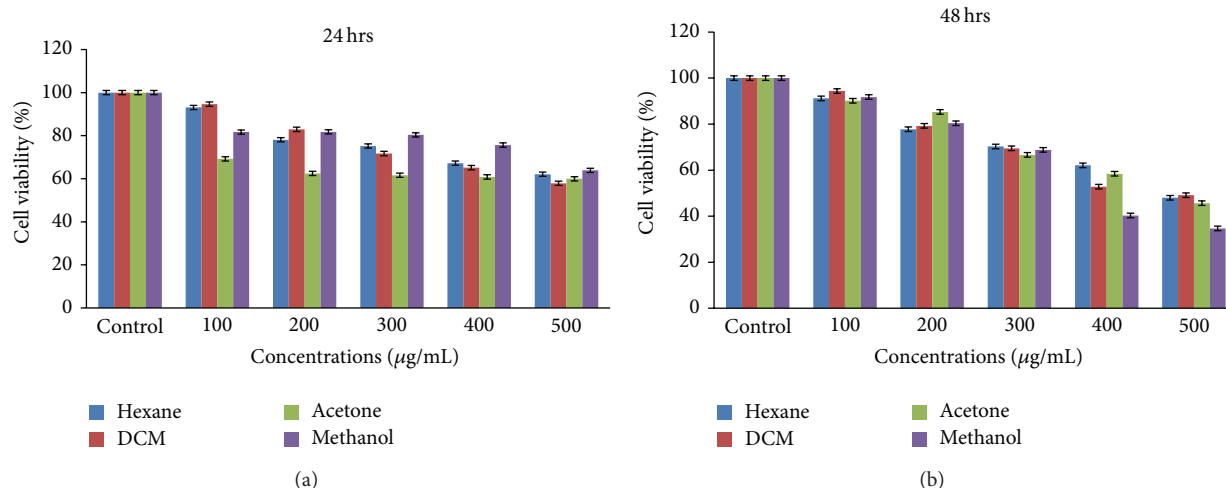 24 hrs
120
100
80
60
40
20
0
Cell viability (%)
Control 100 200 300 400 500
Concentrations (μg/mL)
Hexane Acetone
DCM Methanol
(a)
48 hrs
120
100
80
60
40
20
0
Cell viability (%)
Control 100 200 300 400 500
Concentrations (μg/mL)
Hexane Acetone
DCM Methanol
(b)